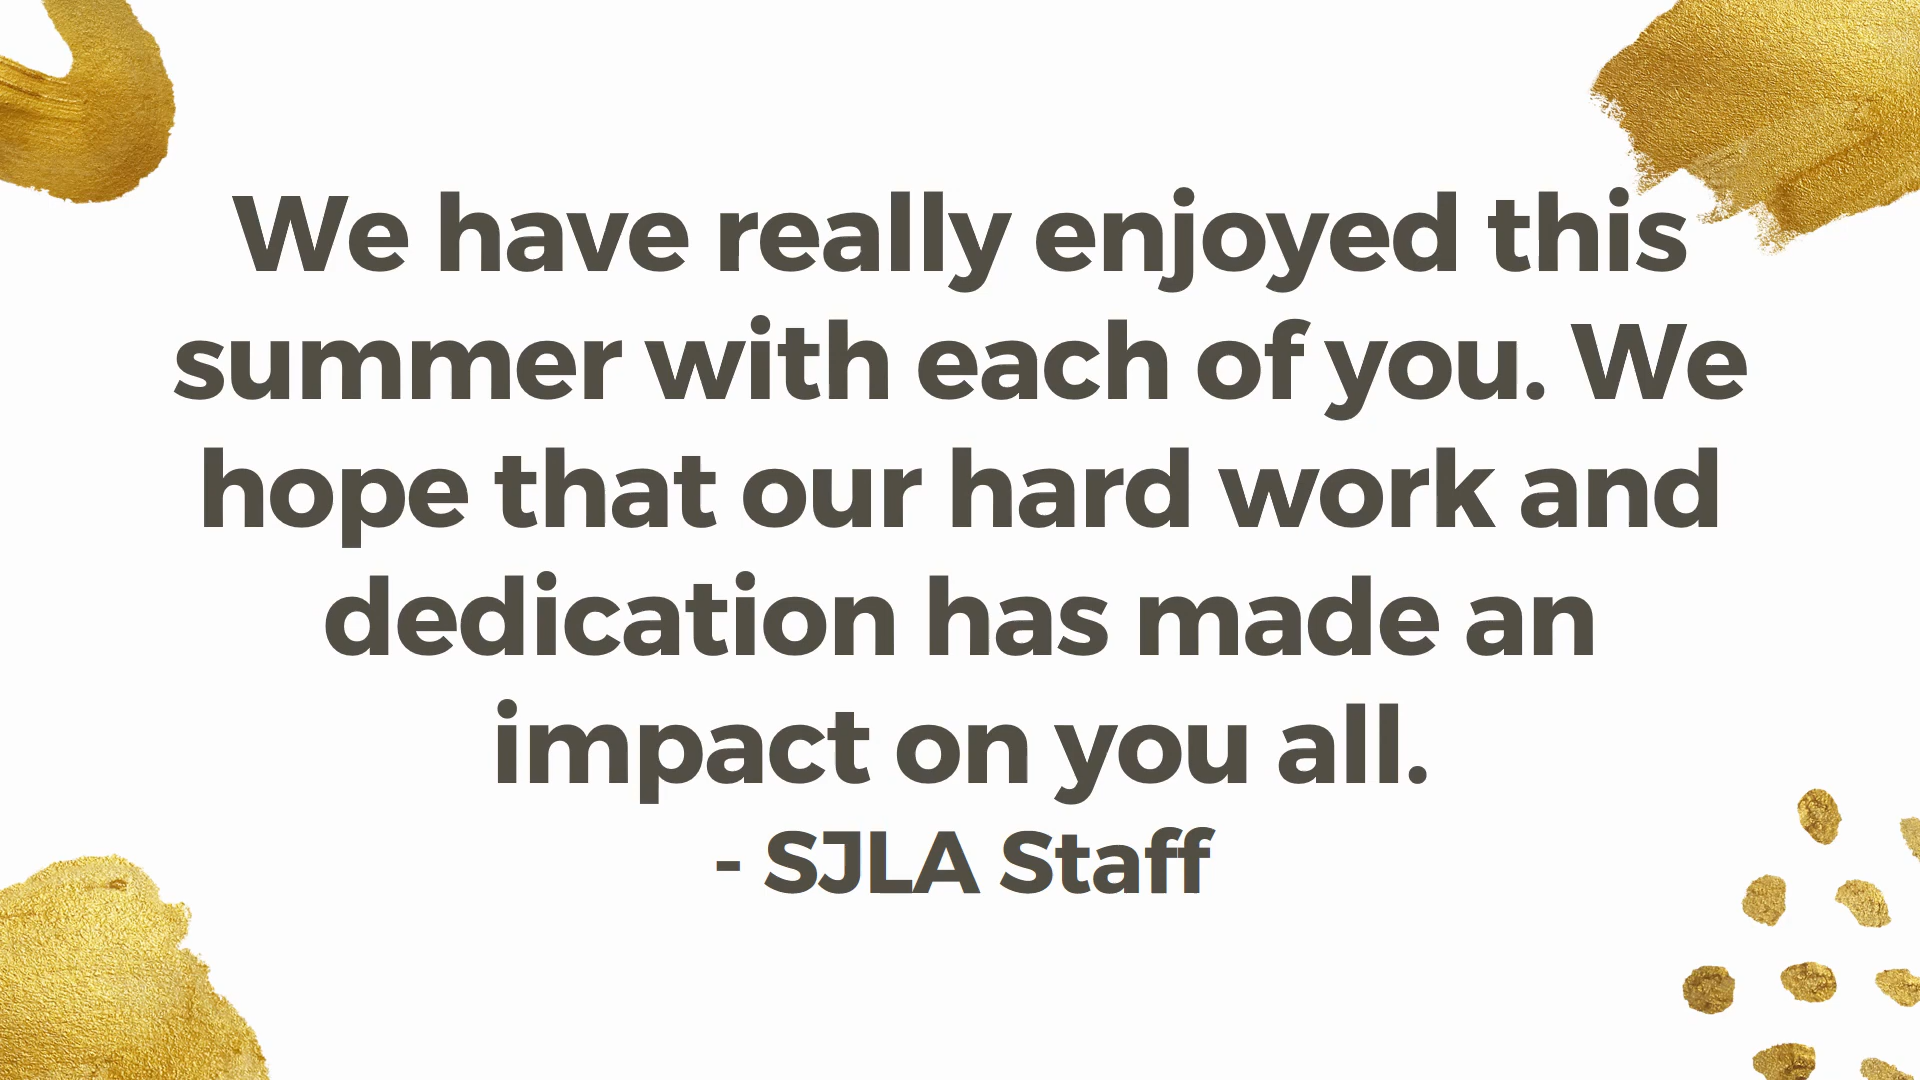 We have really enjoyed this
summer with each of you. We
hope that our hard work and
dedication has made an
impact on you all.
- SJLA Staff